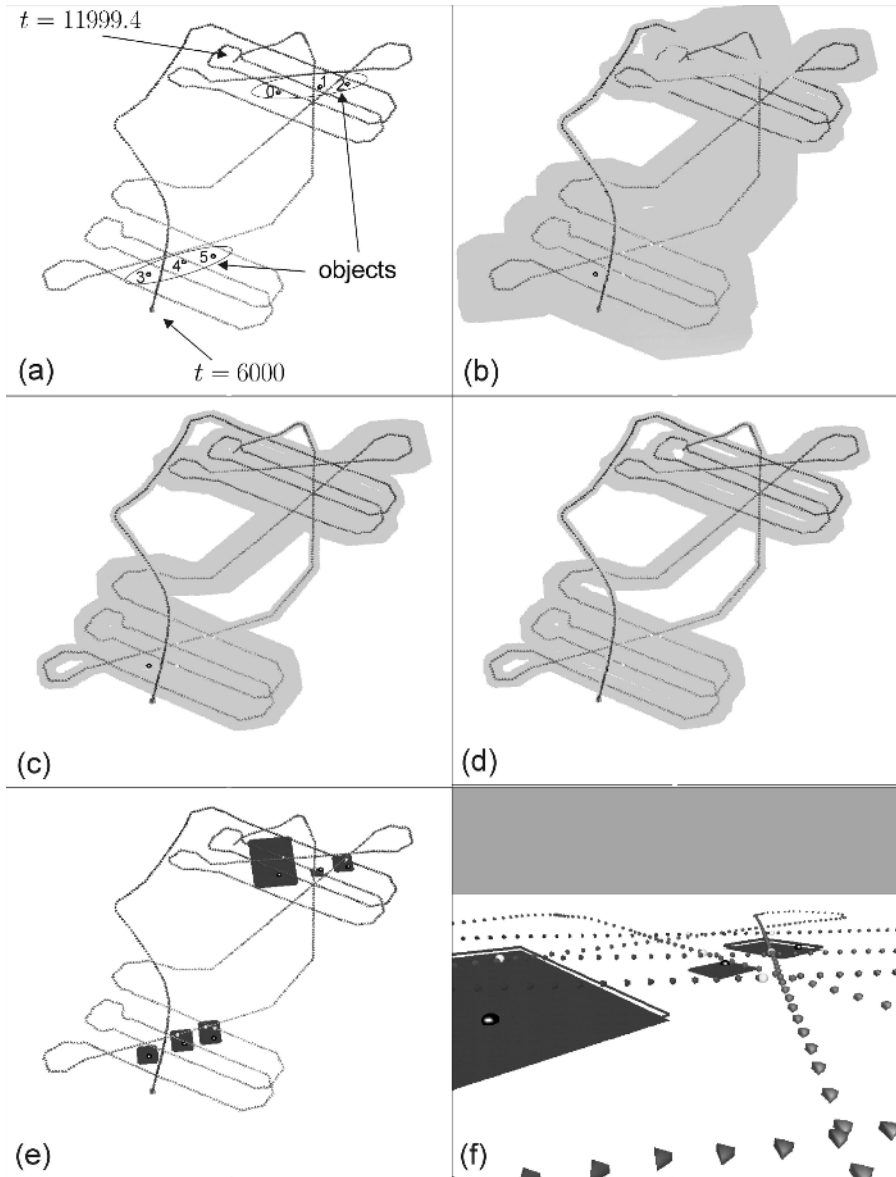 t = 11999.4
0
1
2
3
4
5
objects
t = 6000
(a)
(b)
(c)
(d)
(e)
(f)